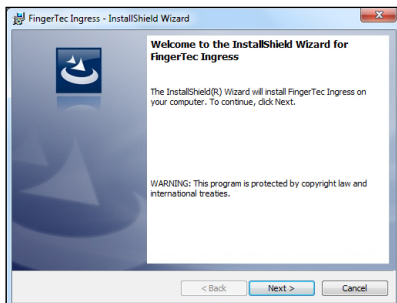 FingerTec Ingress - InstallShield Wizard
Welcome to the InstallShield Wizard for
FingerTec Ingress
The InstallShield(R) Wizard will install FingerTec Ingress on
your computer. To continue, click Next.
WARNING: This program is protected by copyright law and
international treaties.
< Back Next > Cancel